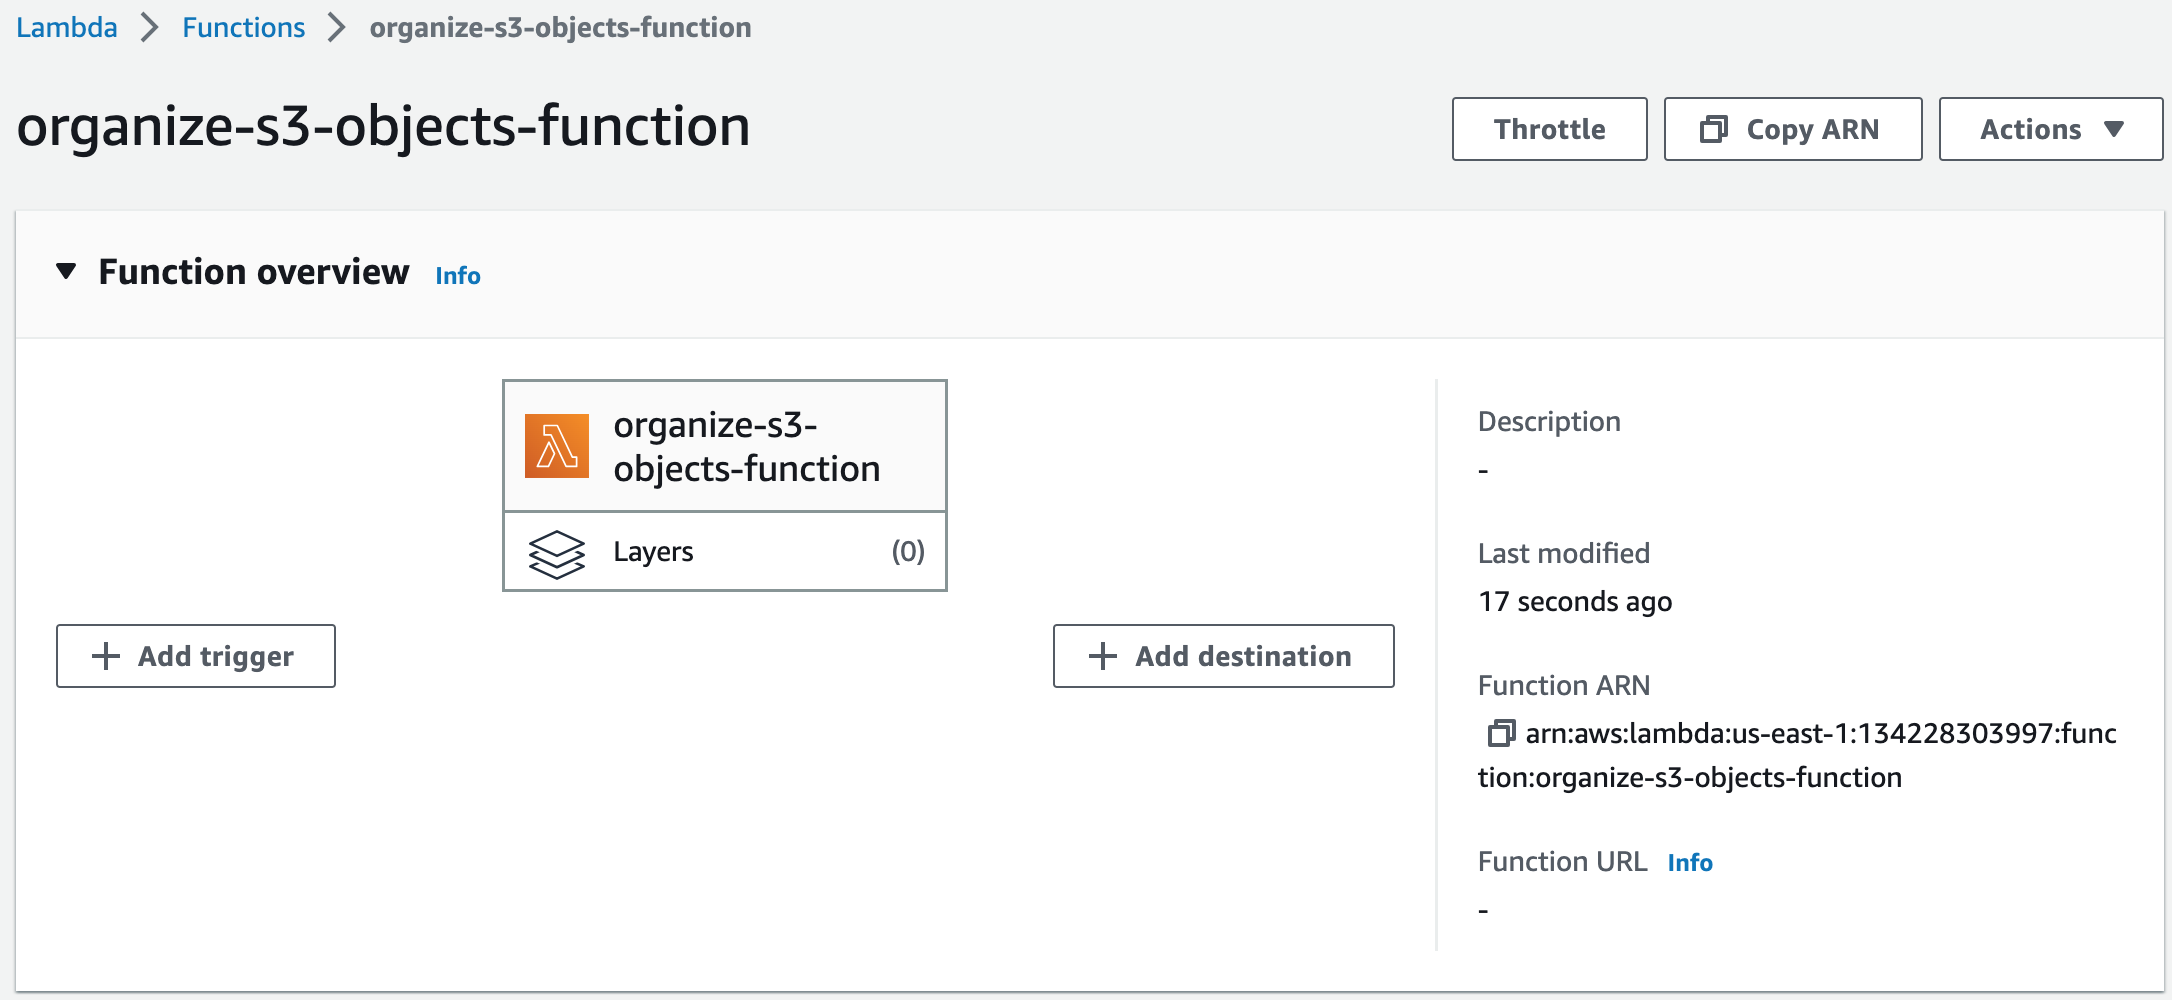 Lambda > Functions > organize-s3-objects-function
organize-s3-objects-function
Throttle
Copy ARN
Actions
Function overview Info
organize-s3-
objects-function
Layers (0)
Add trigger
Add destination
Description
-
Last modified
17 seconds ago
Function ARN
arn:aws:lambda:us-east-1:134228303997:func
tion:organize-s3-objects-function
Function URL Info
-